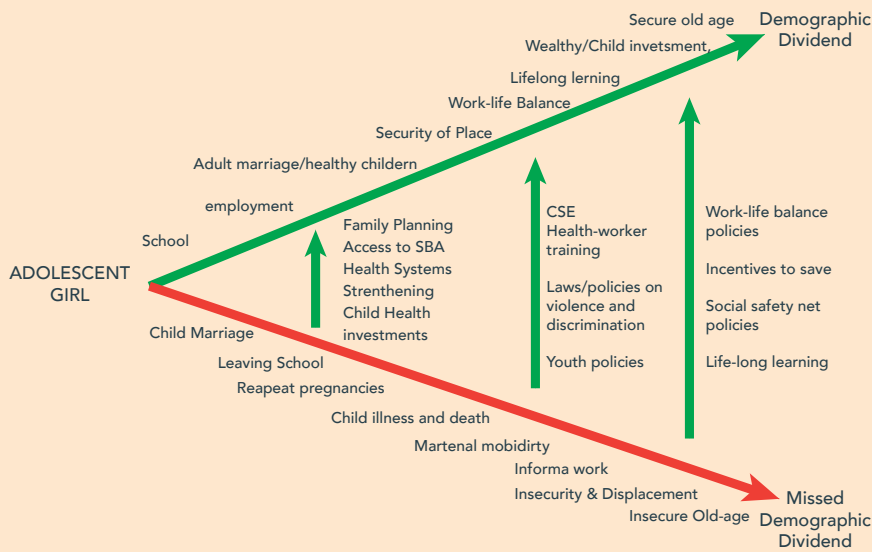 Secure old age
Demographic
Dividend
Wealthy/Child invetsment,
Lifelong lerning
Work-life Balance
Security of Place
Adult marriage/healthy childern
employment
School
ADOLESCENT
GIRL
Family Planning
Access to SBA
Health Systems
Strenthening
Child Health
investments
CSE
Health-worker
training
Laws/policies on
violence and
discrimination
Youth policies
Work-life balance
policies
Incentives to save
Social safety net
policies
Life-long learning
Child Marriage
Leaving School
Reapeat pregnancies
Child illness and death
Martenal mobidirty
Informa work
Insecurity & Displacement
Insecure Old-age
Missed
Demographic
Dividend